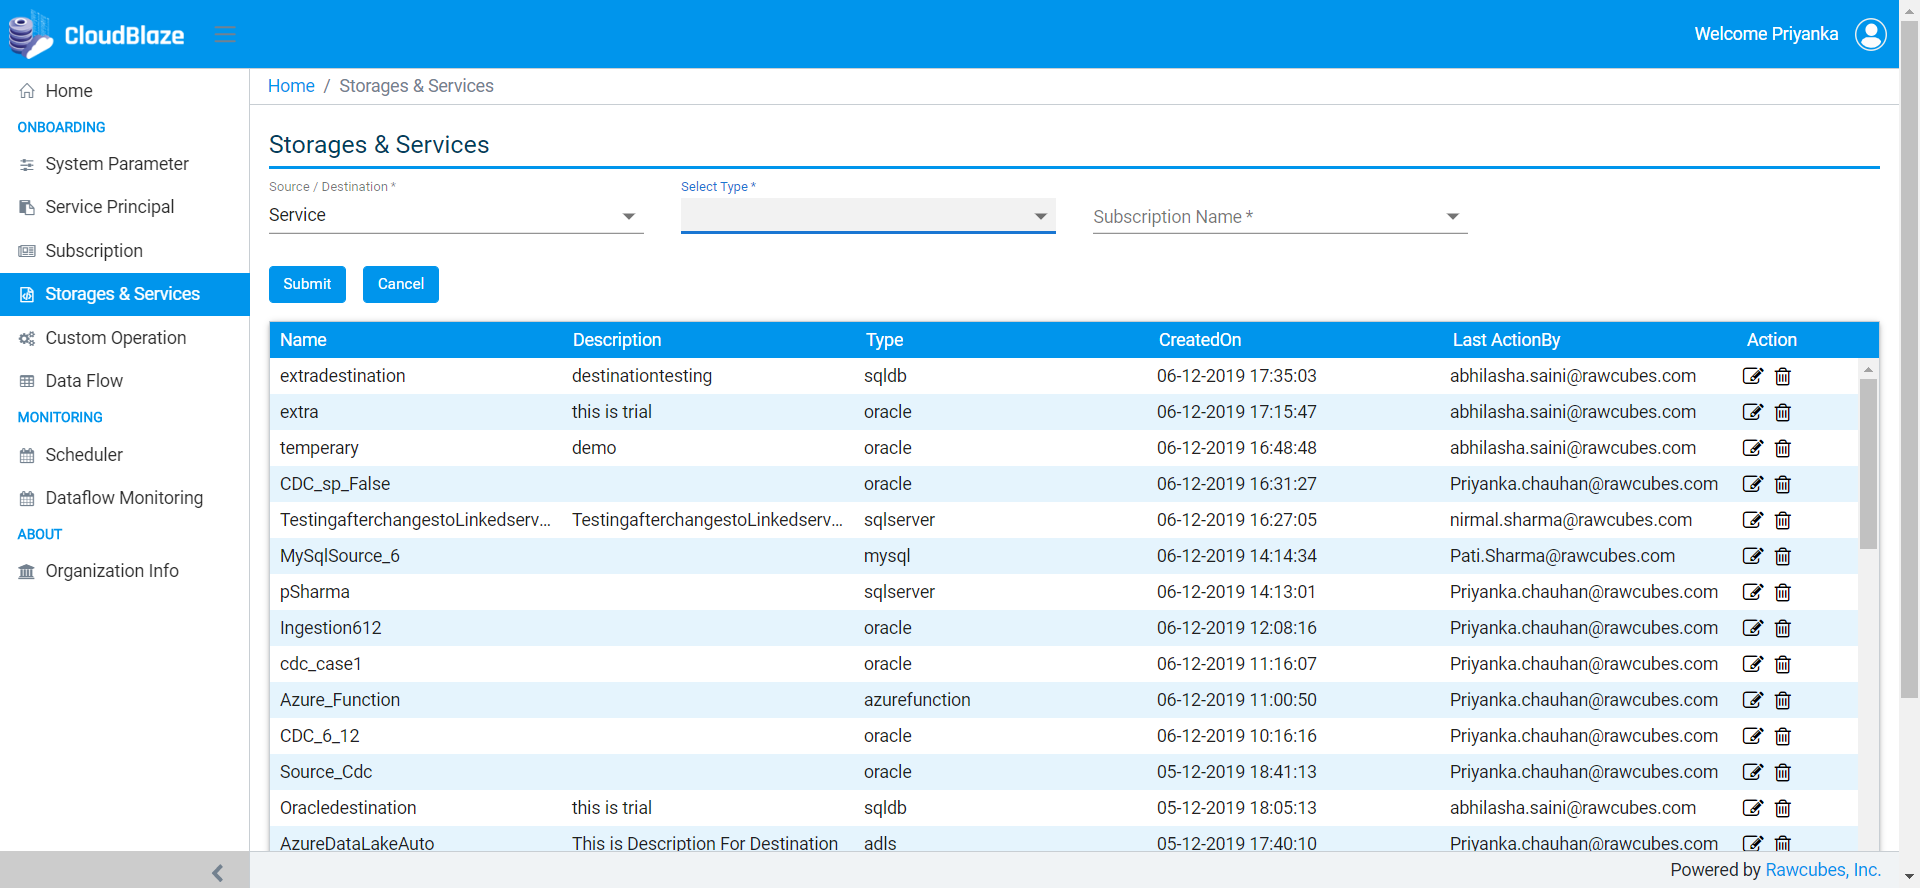 CloudBlaze
Welcome Priyanka
Home
ONBOARDING
System Parameter
Service Principal
Subscription
Storages & Services
Custom Operation
Data Flow
MONITORING
Scheduler
Dataflow Monitoring
ABOUT
Organization Info
Home / Storages & Services
Storages & Services
Source / Destination * Select Type *
Service Subscription Name *
Submit Cancel
Name Description Type CreatedOn Last ActionBy Action
extradestination destinationtesting sqldb 06-12-2019 17:35:03 abhilasha.saini@rawcubes.com
extra this is trial oracle 06-12-2019 17:15:47 abhilasha.saini@rawcubes.com
temperary demo oracle 06-12-2019 16:48:48 abhilasha.saini@rawcubes.com
CDC_sp_False oracle 06-12-2019 16:31:27 Priyanka.chauhan@rawcubes.com
TestingafterchangestoLinkedserv... TestingafterchangestoLinkedserv... sqlserver 06-12-2019 16:27:05 nirmal.sharma@rawcubes.com
MySqlSource_6 mysql 06-12-2019 14:14:34 Pati.Sharma@rawcubes.com
pSharma sqlserver 06-12-2019 14:13:01 Priyanka.chauhan@rawcubes.com
Ingestion612 oracle 06-12-2019 12:08:16 Priyanka.chauhan@rawcubes.com
cdc_case1 oracle 06-12-2019 11:16:07 Priyanka.chauhan@rawcubes.com
Azure_Function azurefunction 06-12-2019 11:00:50 Priyanka.chauhan@rawcubes.com
CDC_6_12 oracle 06-12-2019 10:16:16 Priyanka.chauhan@rawcubes.com
Source_Cdc oracle 05-12-2019 18:41:13 Priyanka.chauhan@rawcubes.com
Oracledestination this is trial sqldb 05-12-2019 18:05:13 abhilasha.saini@rawcubes.com
AzureDataLakeAuto This is Description For Destination adls 05-12-2019 17:40:10 Priyanka.chauhan@rawcubes.com
Powered by Rawcubes, Inc.